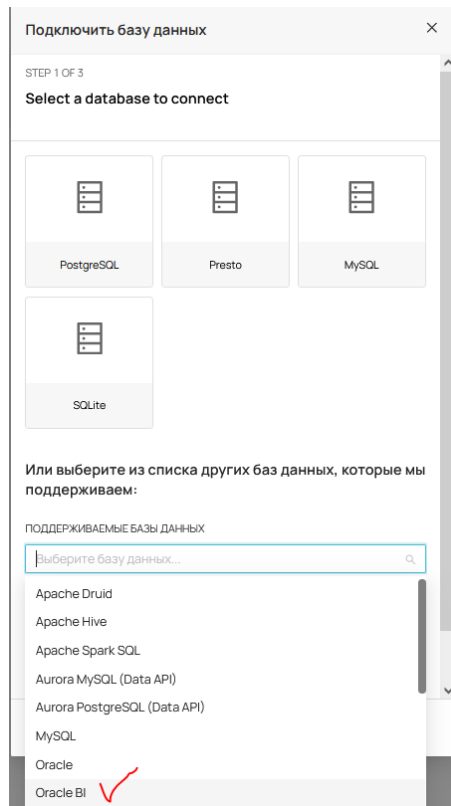 Подключить базу данных
STEP 1 OF 3
Select a database to connect
PostgreSQL
Presto
MySQL
SQLite
Или выберите из списка других баз данных, которые мы
поддерживаем:
ПОДДЕРЖИВАЕМЫЕ БАЗЫ ДАННЫХ
Выберите базу данных...
Apache Druid
Apache Hive
Apache Spark SQL
Aurora MySQL (Data API)
Aurora PostgreSQL (Data API)
MySQL
Oracle
Oracle BI